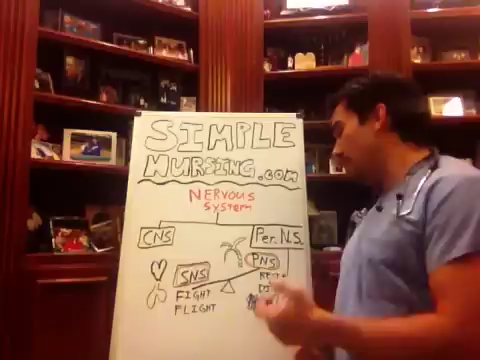 SIMPLE
NURSING.COM
NERVOUS
SYSTEM
CNS
Per. N.S.
PNS
SNS
FIGHT
FLIGHT